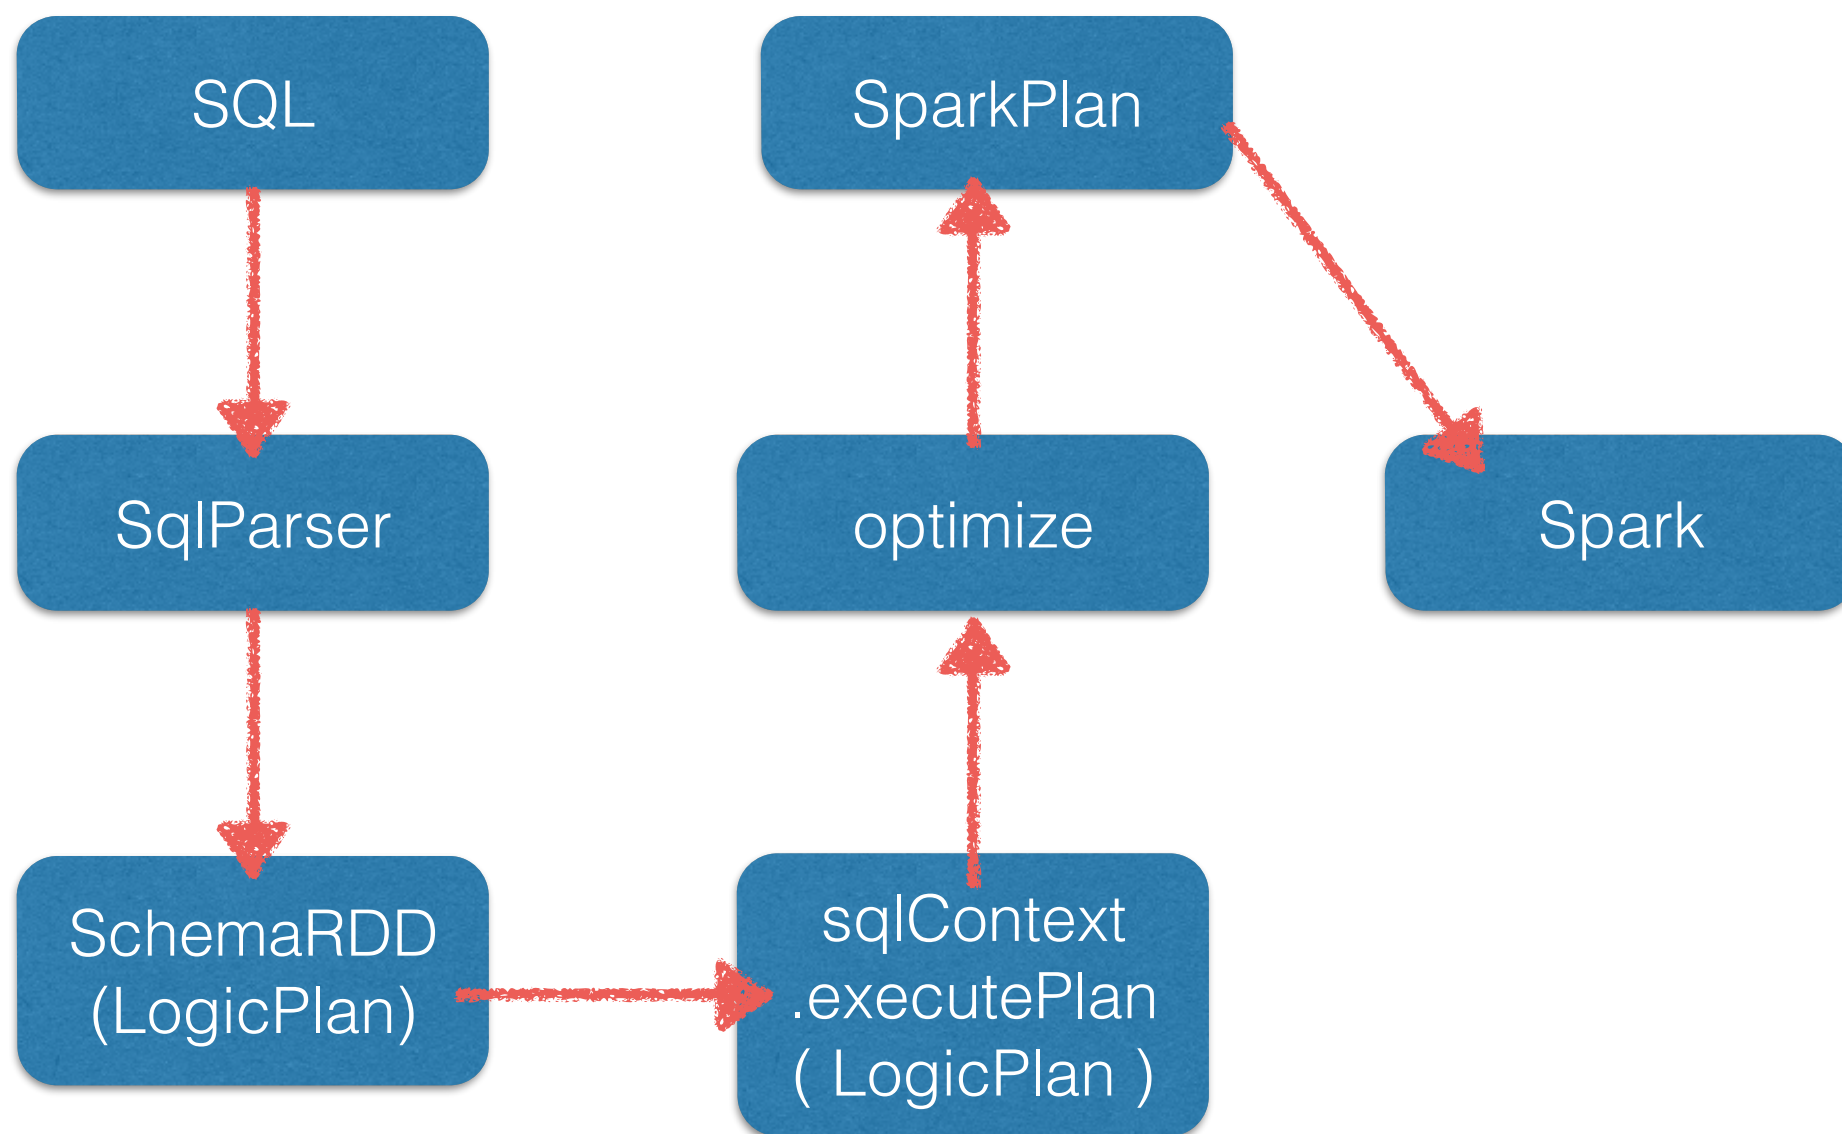 SQL
SqlParser
SchemaRDD
(LogicPlan)
sqlContext
.executePlan
( LogicPlan )
optimize
SparkPlan
Spark